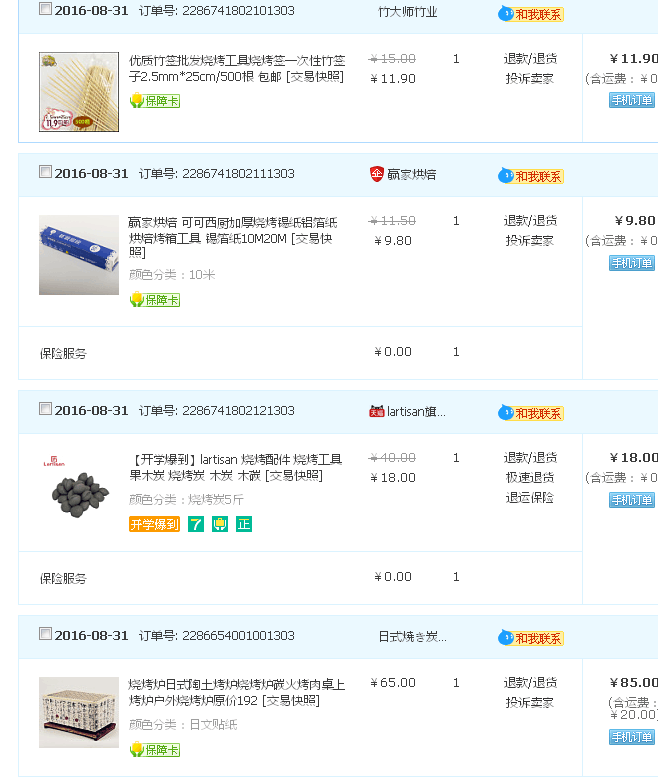 2016-08-31 订单号: 2286741802101303 竹大师竹业 和我联系
优质竹签批发烧烤工具烧烤签一次性竹签 ￥15.00 1 退款/退货 ￥11.90
子2.5mm*25cm/500根 包邮 [交易快照] ￥11.90 投诉卖家 (含运费：￥0
保障卡 手机订单
2016-08-31 订单号: 2286741802111303 赢家烘焙 和我联系
赢家烘焙 可可西厨加厚烧烤锡纸铝箔纸 ￥11.50 1 退款/退货 ￥9.80
烘焙烤箱工具 锡箔纸10M20M [交易快 ￥9.80 投诉卖家 (含运费：￥0
照] 手机订单
颜色分类：10米
保障卡
保险服务 ￥0.00 1
2016-08-31 订单号: 2286741802121303 天猫 lartisan旗... 和我联系
【开学爆到】lartisan 烧烤配件 烧烤工具 ￥40.00 1 退款/退货 ￥18.00
果木炭 烧烤炭 木炭 木碳 [交易快照] ￥18.00 极速退货 (含运费：￥0
颜色分类：烧烤炭5斤 退运保险 手机订单
开学爆到 7 正
保险服务 ￥0.00 1
2016-08-31 订单号: 2286654001001303 日式焼き炭... 和我联系
烧烤炉日式陶土烤炉烧烤炉碳火烤肉桌上 ￥65.00 1 退款/退货 ￥85.00
烤炉户外烧烤炉原价192 [交易快照] 投诉卖家 (含运费：
￥20.00)
颜色分类：日文贴纸 手机订单
保障卡